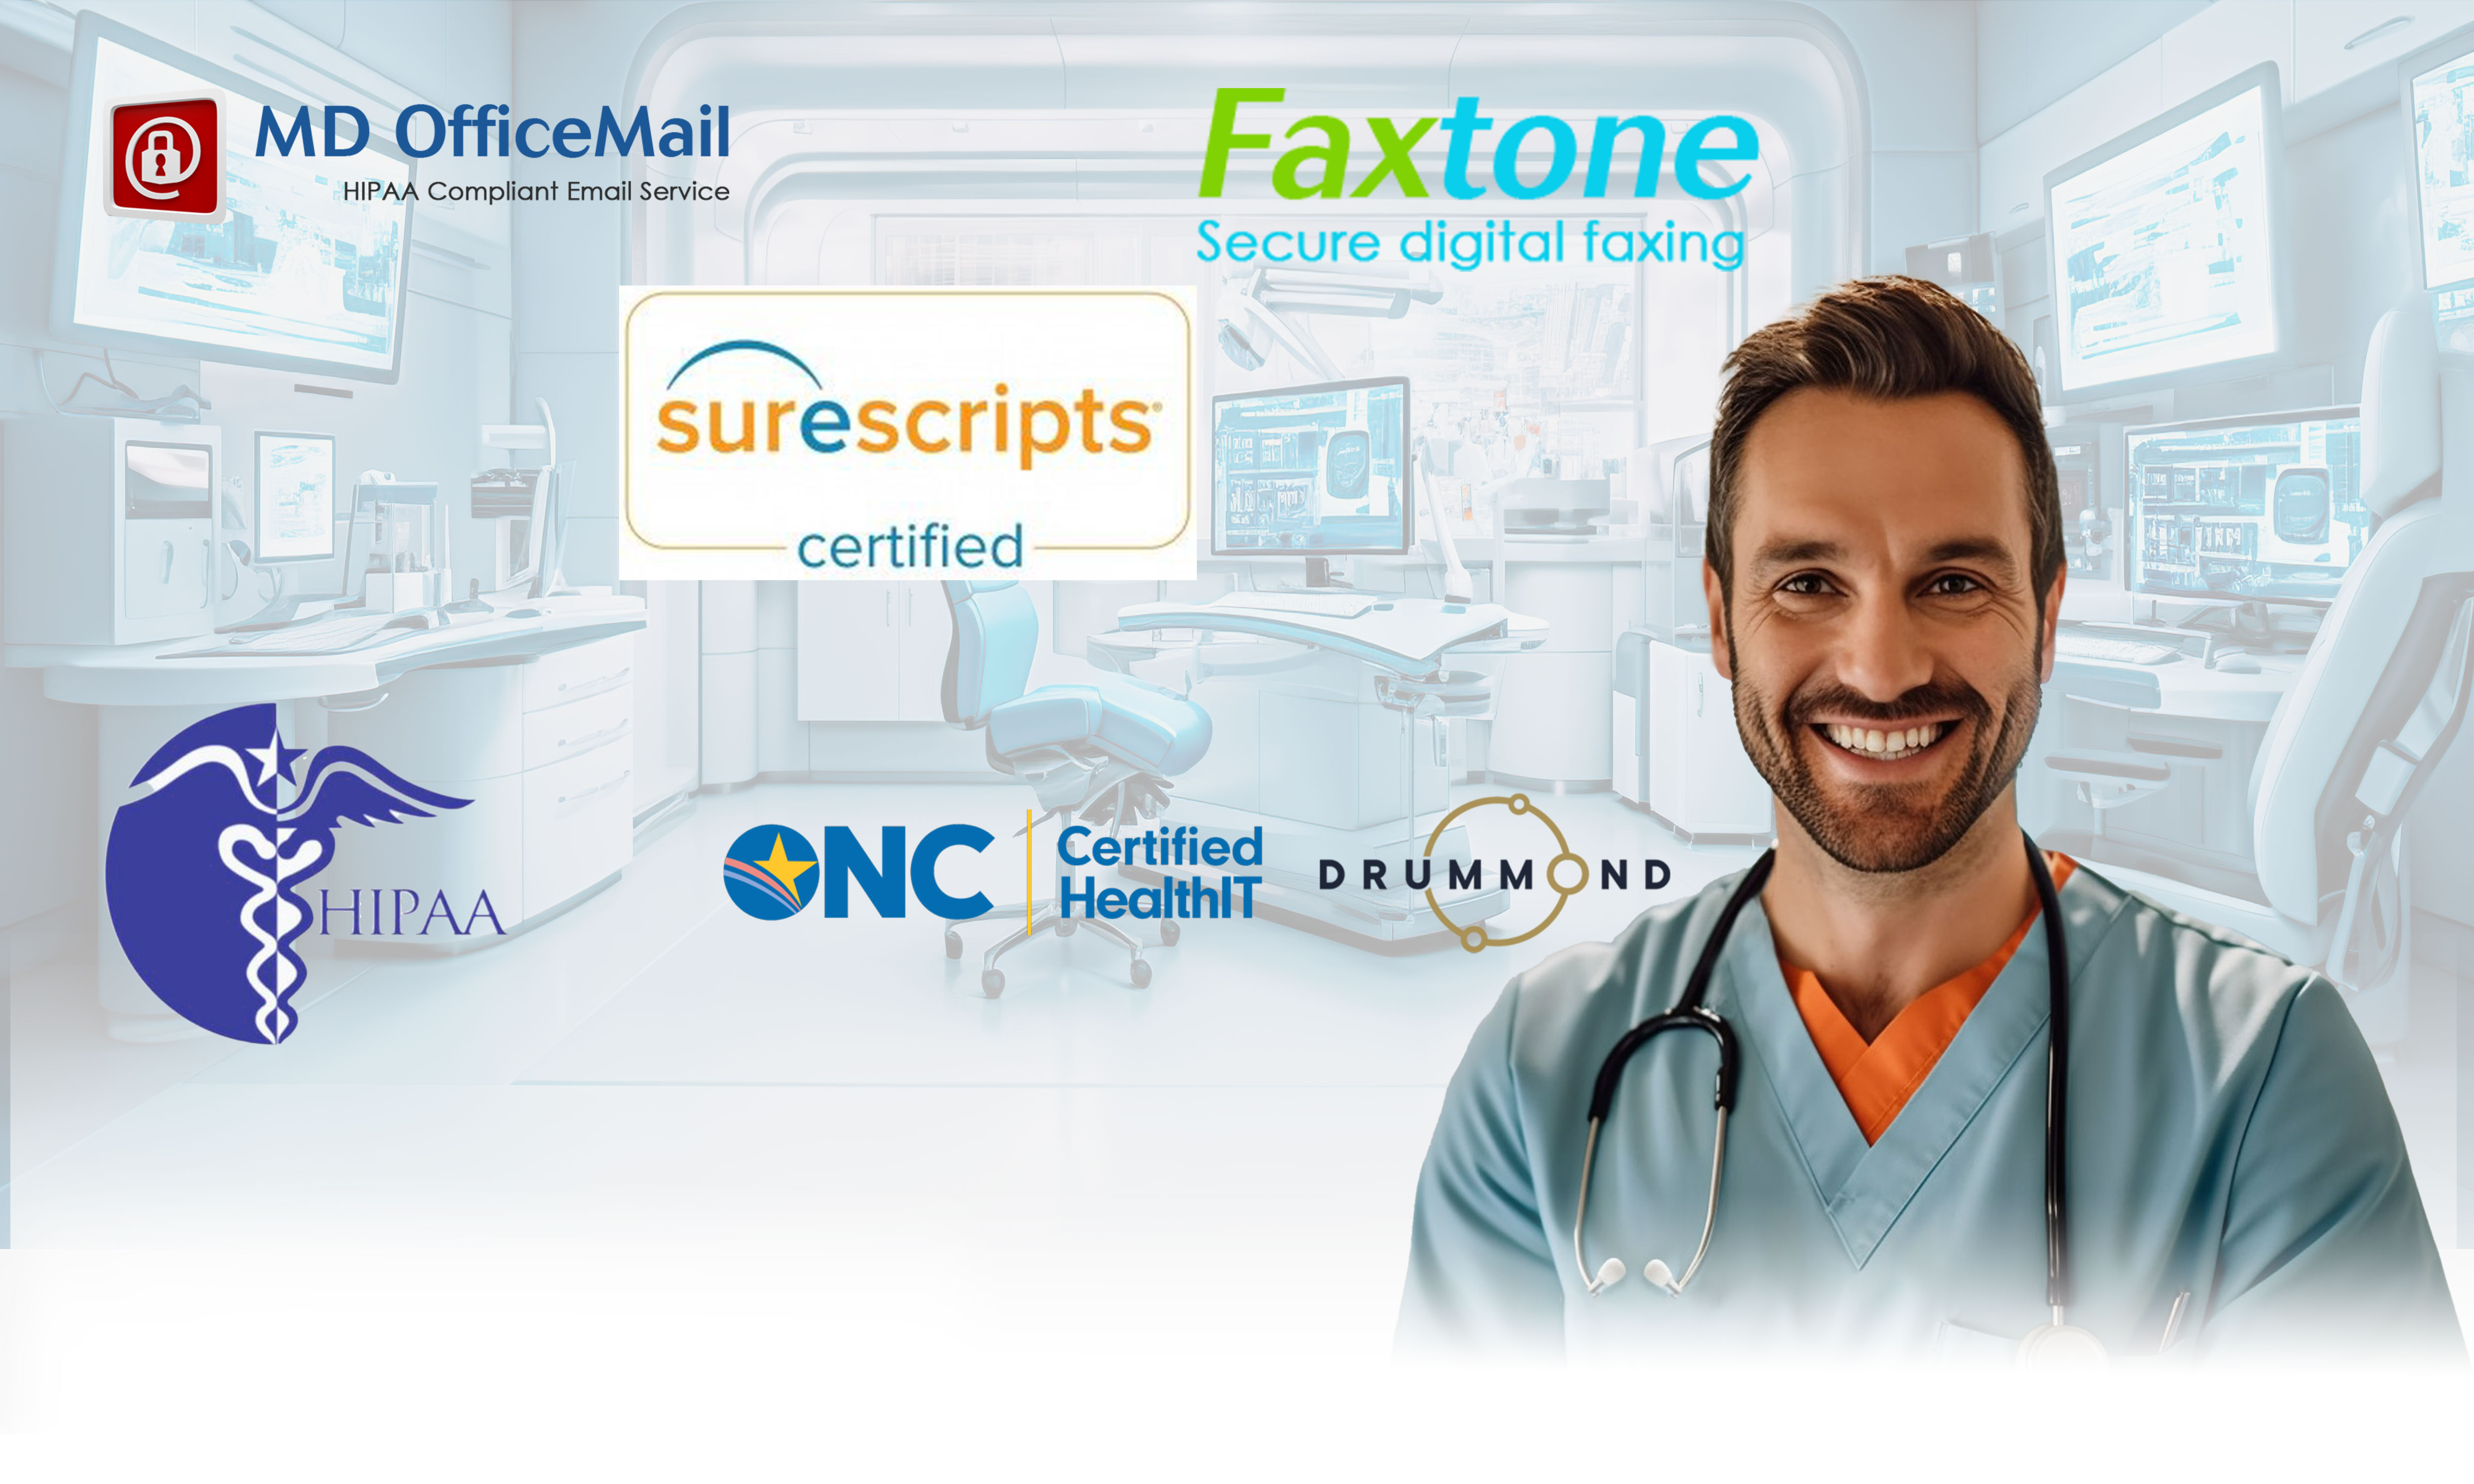 MD OfficeMail
HIPAA Compliant Email Service
Faxtone
Secure digital faxing
surescripts®
certified
HIPAA
ONC
Certified
HealthIT
DRUMMOND